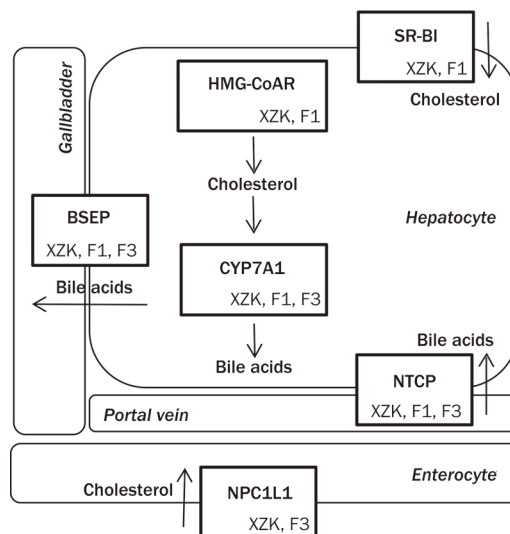 SR-BI
XZK, F1
Cholesterol
Gallbladder
HMG-CoAR
XZK, F1
Cholesterol
Hepatocyte
BSEP
XZK, F1, F3
Bile acids
CYP7A1
XZK, F1, F3
Bile acids
Bile acids
NTCP
XZK, F1, F3
Portal vein
Enterocyte
Cholesterol
NPC1L1
XZK, F3